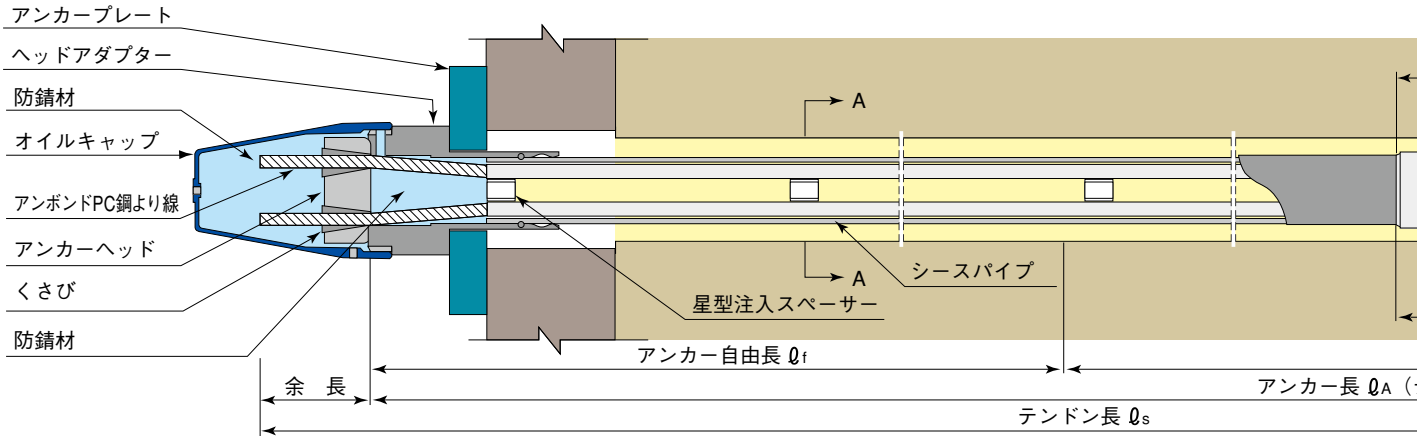 アンカープレート
ヘッドアダプター
防錆材
オイルキャップ
アンボンドPC鋼より線
アンカーヘッド
くさび
防錆材
A
A
シースパイプ
星型注入スペーサー
アンカー自由長 ℓf
余 長
アンカー長 ℓA（
テンドン長 ℓs